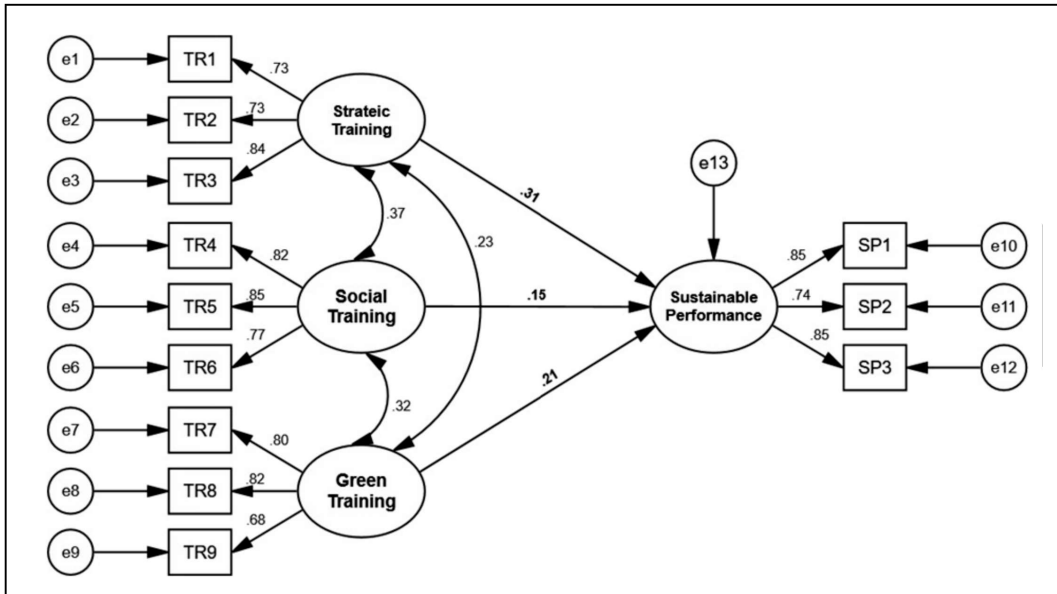 e1
TR1
.73
e2
TR2
.73
Strateic
Training
e3
TR3
.84
e13
.37
.31
.23
e4
TR4
.82
.85
SP1
e10
e5
TR5
.85
Social
Training
.15
Sustainable
Performance
.74
SP2
e11
e6
TR6
.77
.85
SP3
e12
.32
.21
e7
TR7
.80
e8
TR8
.82
Green
Training
e9
TR9
.68